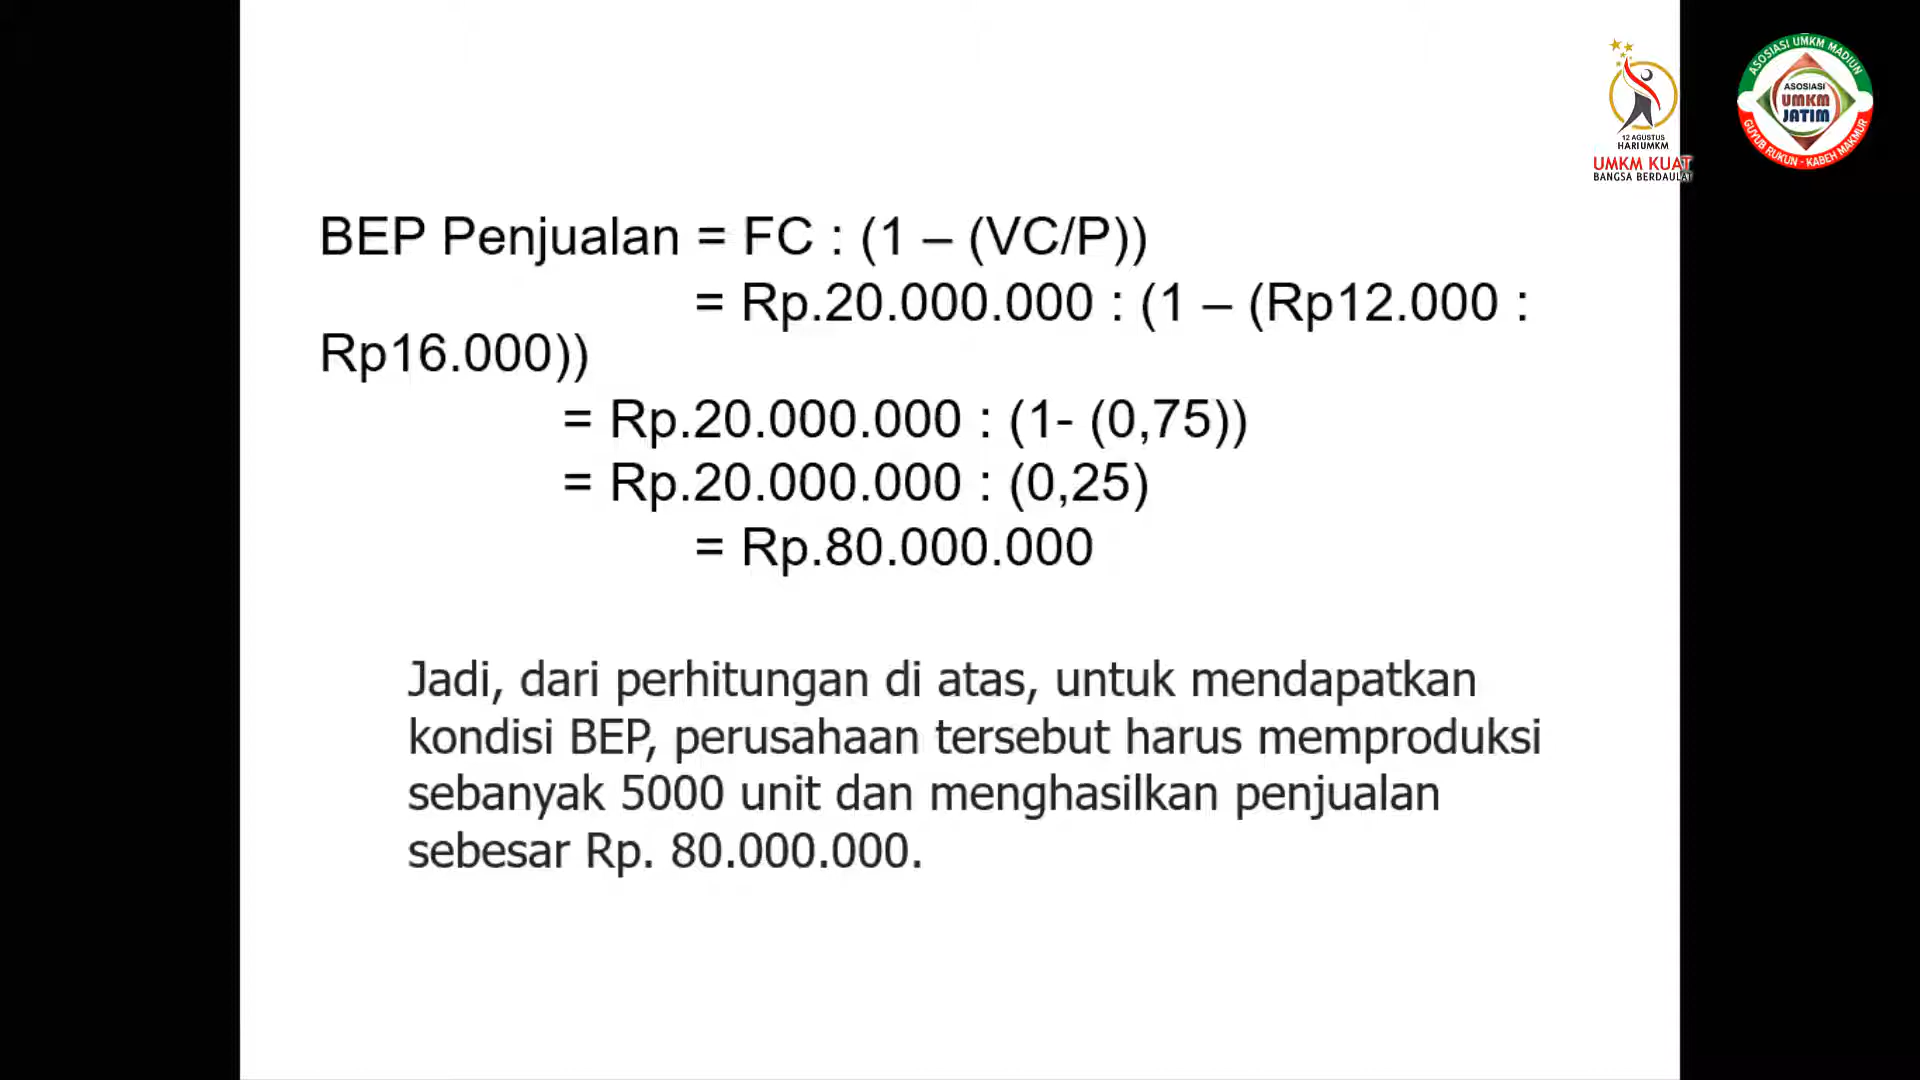 12 AGUSTUS
HARI UMKM
UMKM KUAT
BANGSA BERDAULAT
ASOSIASI UMKM MADIUN
ASOSIASI
UMKM
JATIM
GUYUB RUKUN - KABEH MAKMUR
BEP Penjualan = FC : (1 – (VC/P))
= Rp.20.000.000 : (1 – (Rp12.000 :
Rp16.000))
= Rp.20.000.000 : (1- (0,75))
= Rp.20.000.000 : (0,25)
= Rp.80.000.000
Jadi, dari perhitungan di atas, untuk mendapatkan
kondisi BEP, perusahaan tersebut harus memproduksi
sebanyak 5000 unit dan menghasilkan penjualan
sebesar Rp. 80.000.000.